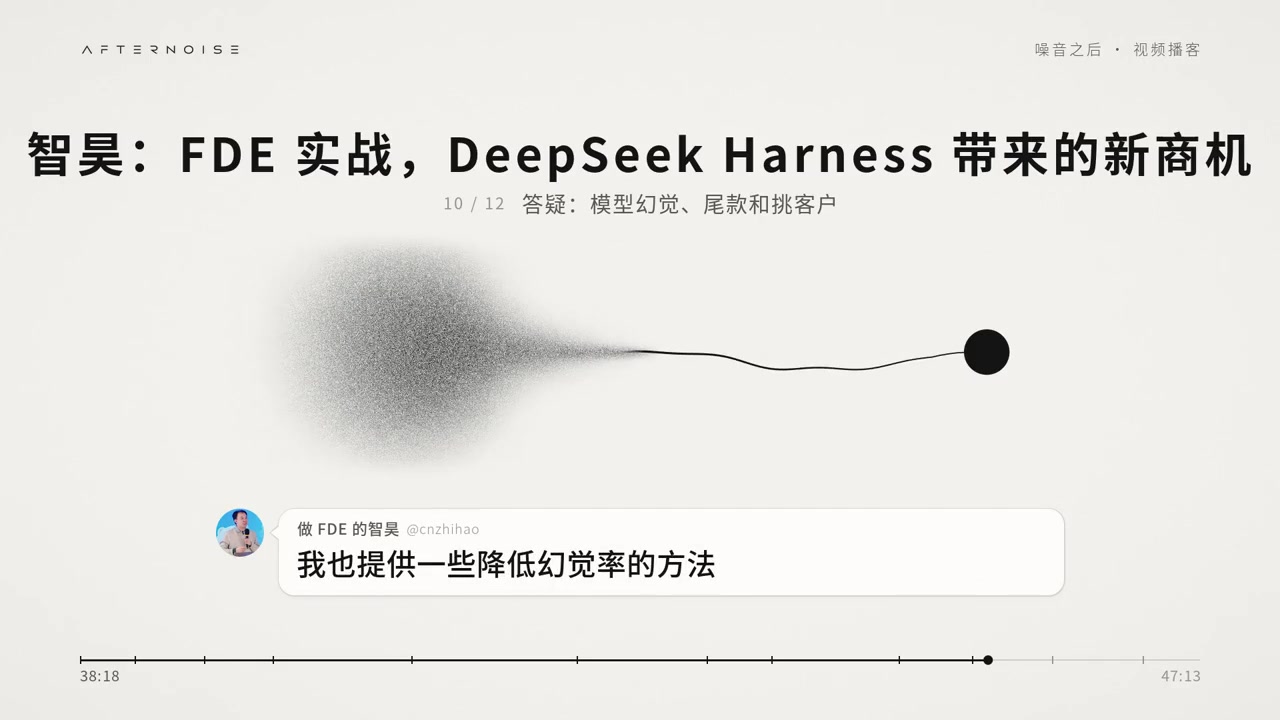 AFTERNOISE
噪音之后 · 视频播客
智昊：FDE 实战，DeepSeek Harness 带来的新商机
10 / 12 答疑：模型幻觉、尾款和挑客户
做 FDE 的智昊 @cnzhihao
我也提供一些降低幻觉率的方法
38:18
47:13